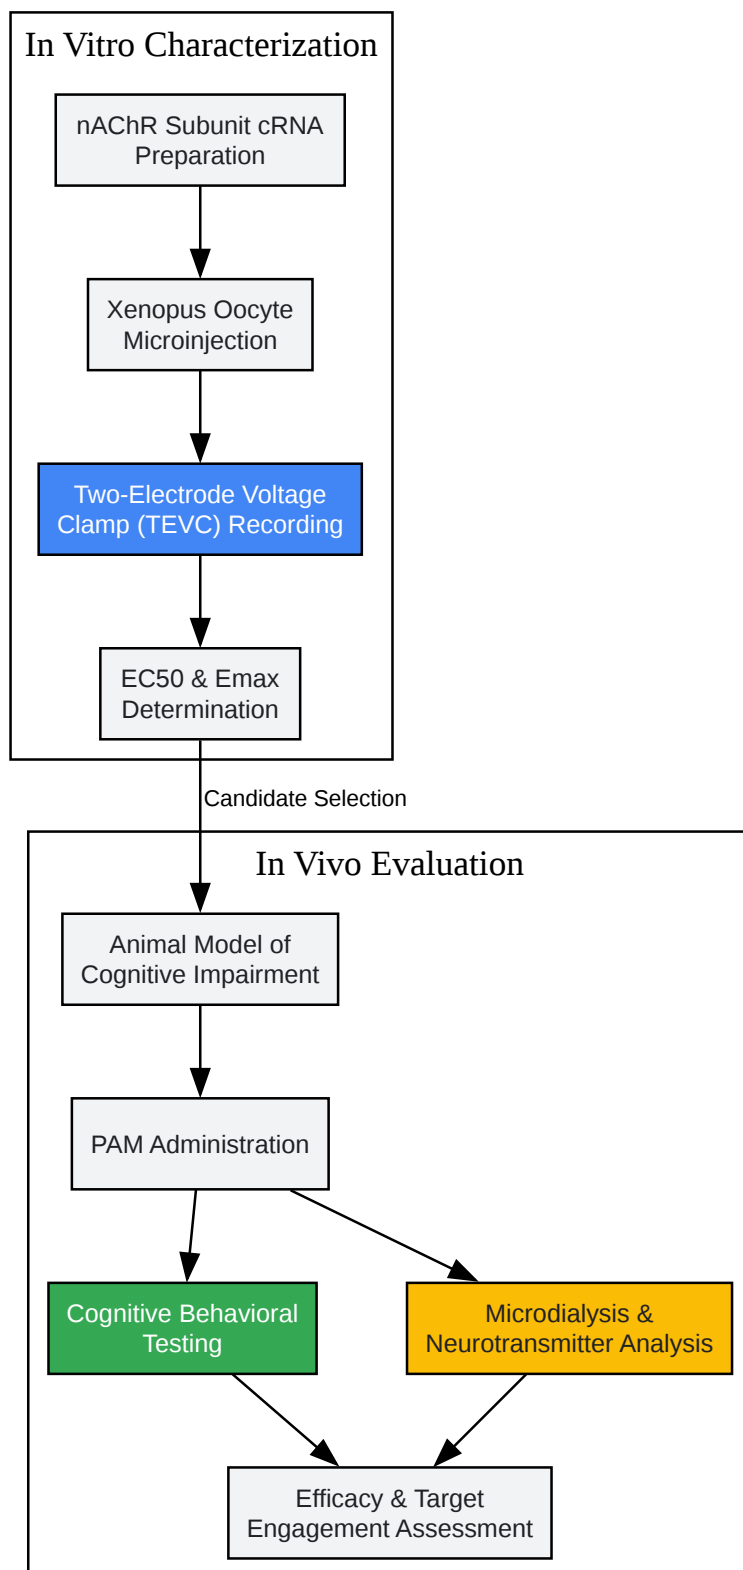 In Vitro Characterization
nAChR Subunit cRNA
Preparation
Xenopus Oocyte
Microinjection
Two-Electrode Voltage
Clamp (TEVC) Recording
EC50 & Emax
Determination
Candidate Selection
In Vivo Evaluation
Animal Model of
Cognitive Impairment
PAM Administration
Cognitive Behavioral
Testing
Microdialysis &
Neurotransmitter Analysis
Efficacy & Target
Engagement Assessment